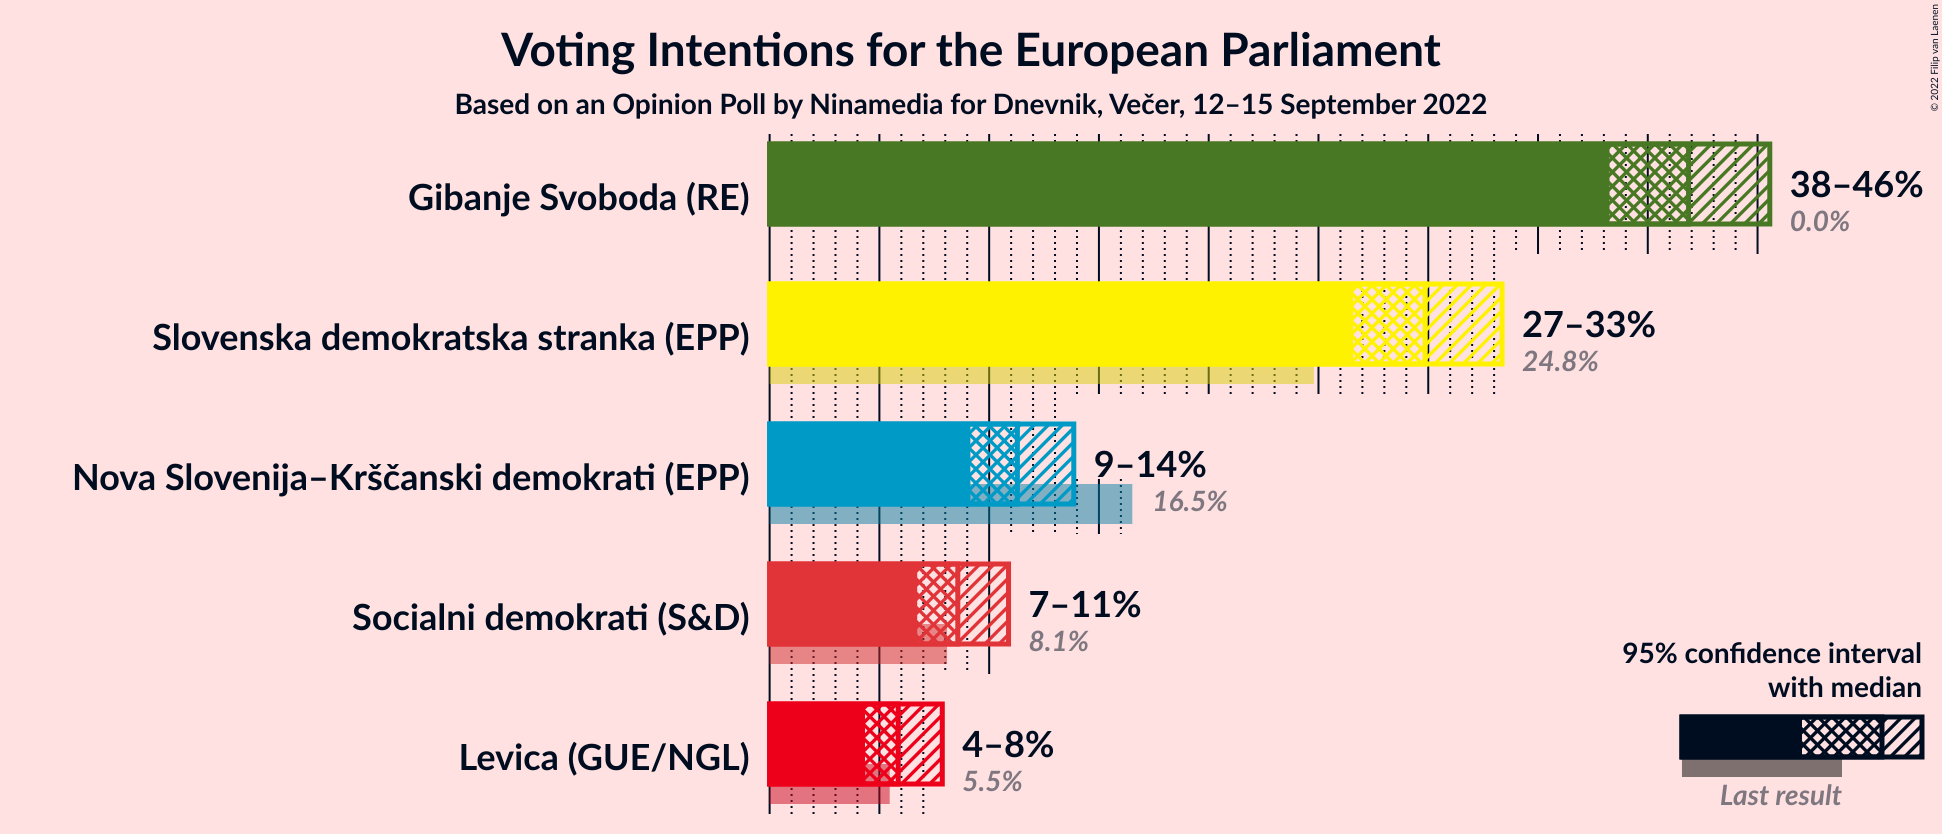 Voting Intentions for the European Parliament
Based on an Opinion Poll by Ninamedia for Dnevnik, Večer, 12–15 September 2022
© 2022 Filip van Laenen
Gibanje Svoboda (RE)
38–46%
0.0%
Slovenska demokratska stranka (EPP)
27–33%
24.8%
Nova Slovenija–Krščanski demokrati (EPP)
9–14%
16.5%
Socialni demokrati (S&D)
7–11%
8.1%
Levica (GUE/NGL)
4–8%
5.5%
95% confidence interval
with median
Last result